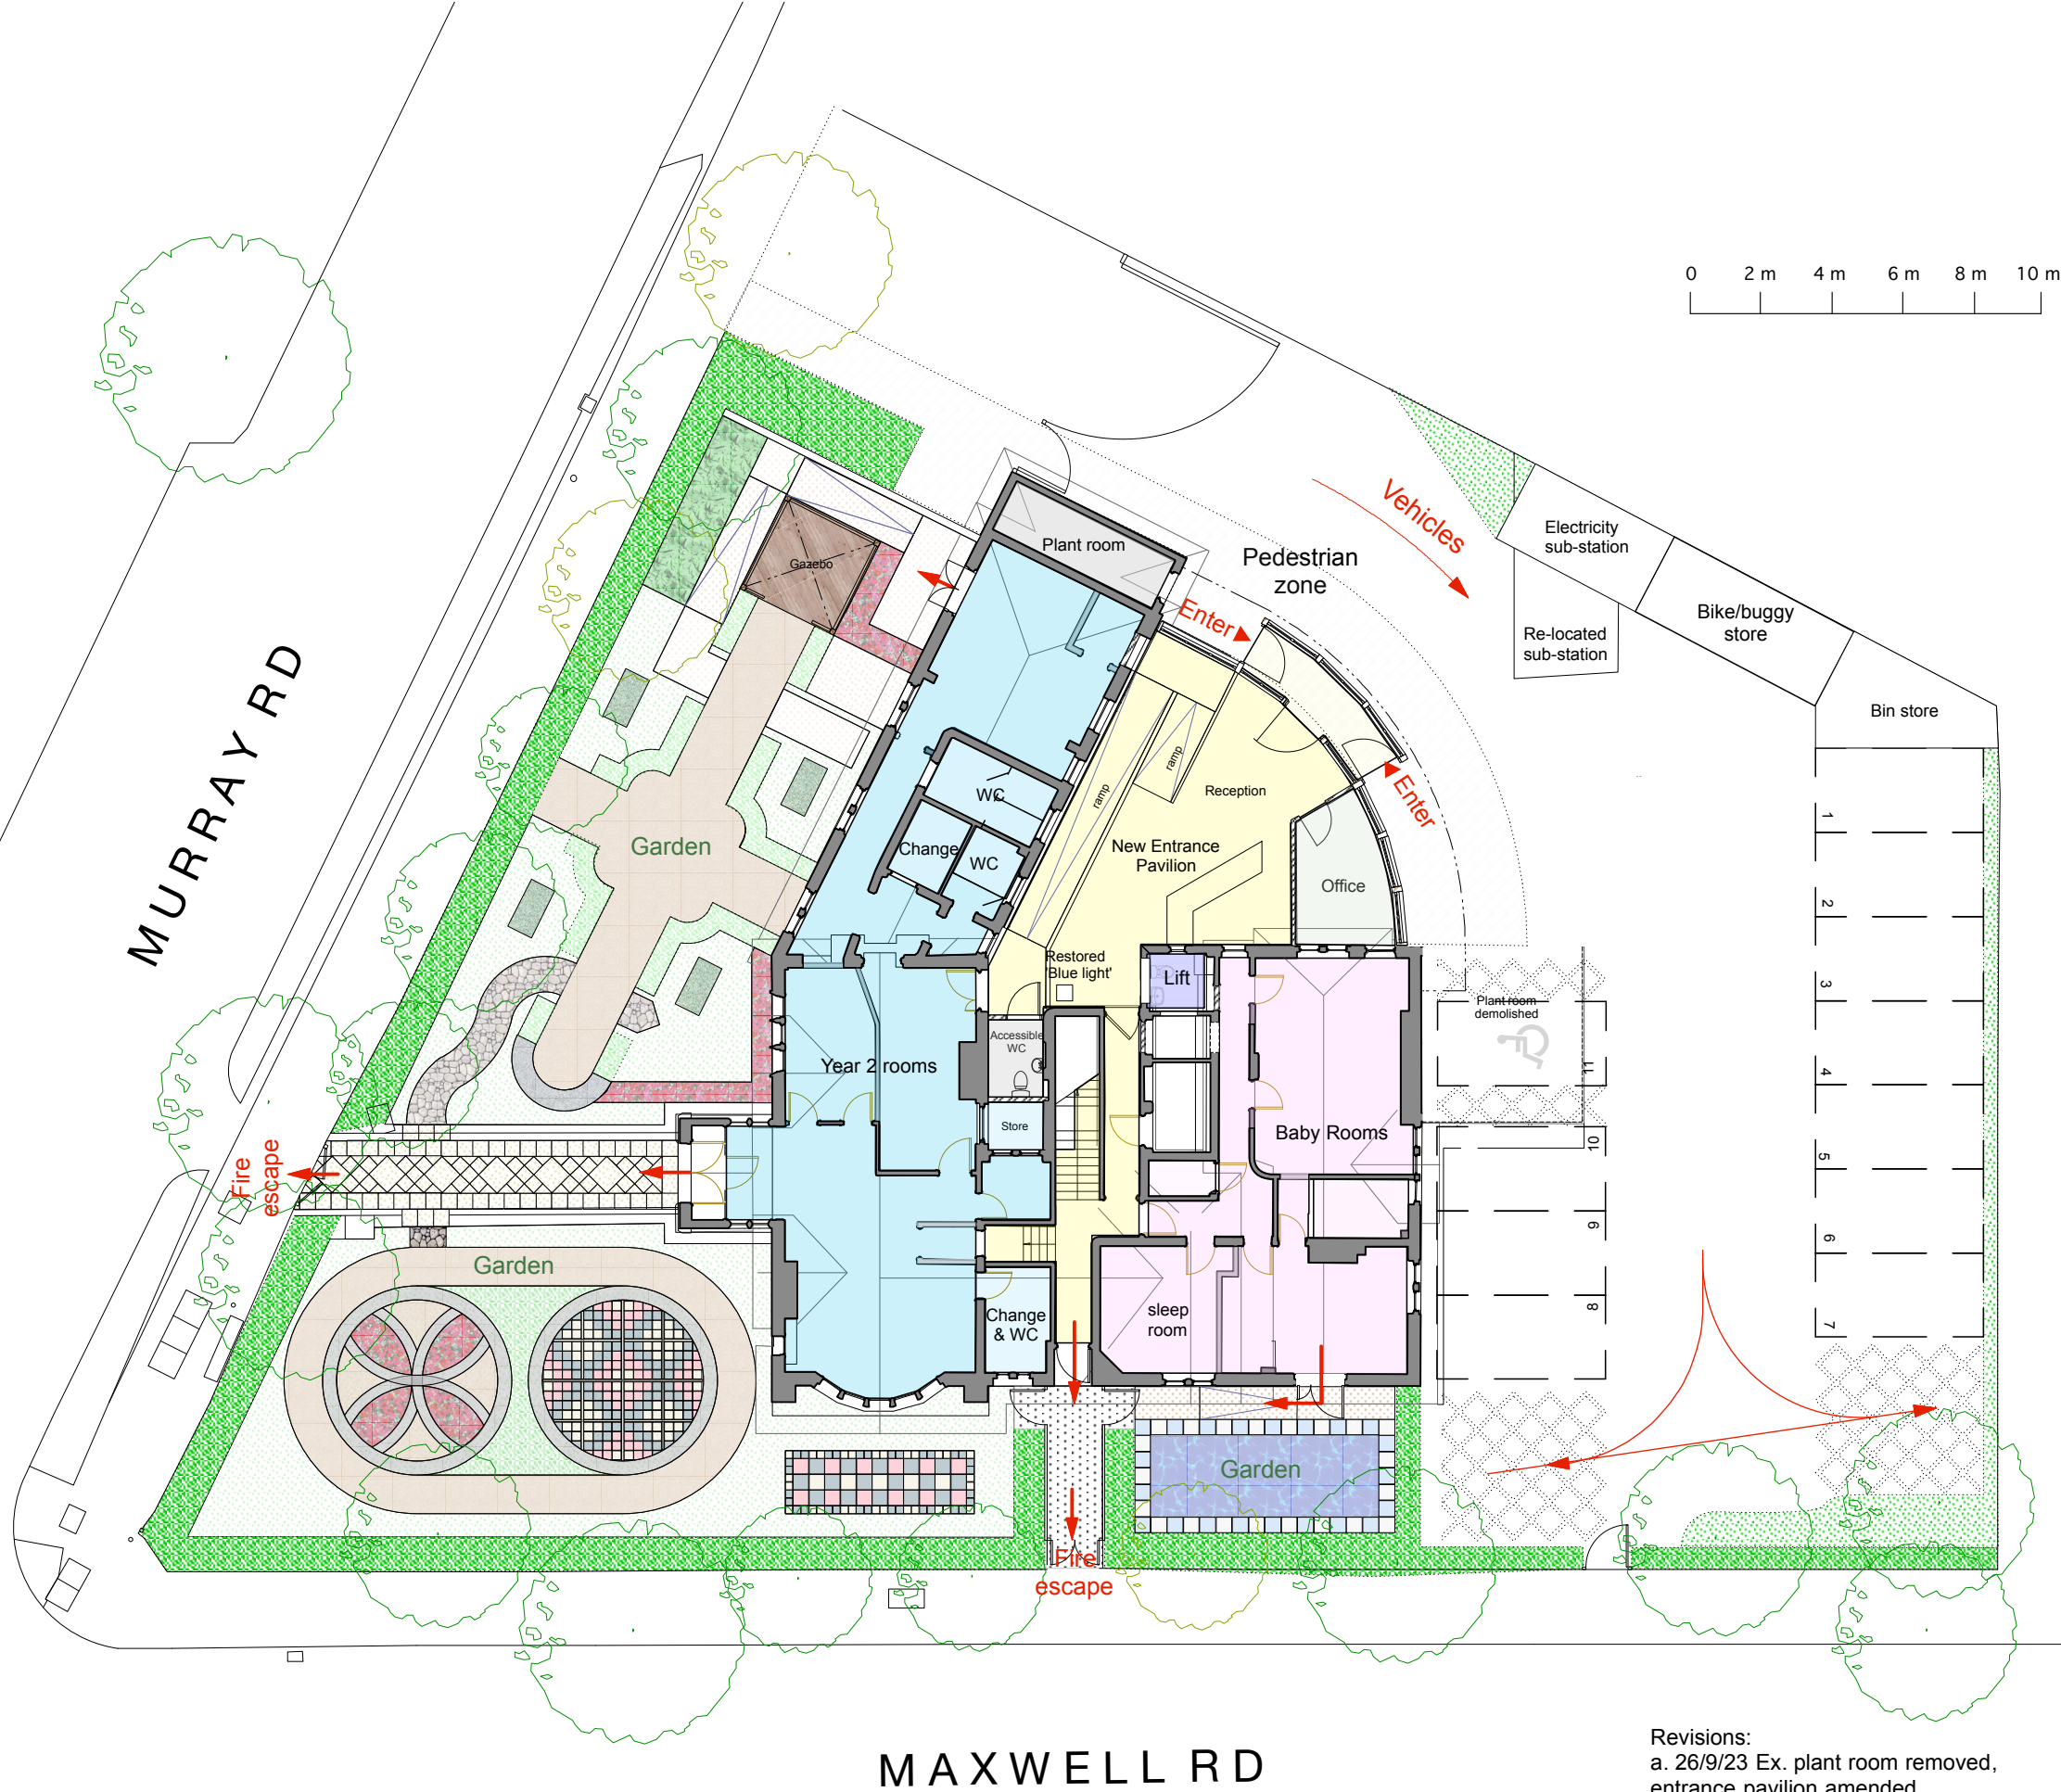 0 2 m 4 m 6 m 8 m 10 m
Vehicles
Electricity
sub-station
Plant room
Pedestrian
zone
Gazebo
Enter
Bike/buggy
store
Re-located
sub-station
MURRAY RD
Bin store
ramp
ramp
Reception
Enter
WC
1
Garden
Change
WC
New Entrance
Pavilion
Office
2
Restored
'Blue light'
Lift
3
Plant room
demolished
Accessible
WC
Year 2 rooms
11
4
Store
Baby Rooms
10
5
Fire
escape
9
6
Garden
sleep
room
8
Change
& WC
7
Garden
Fire
escape
MAXWELL RD
Revisions:
a. 26/9/23 Ex. plant room removed,
entrance pavilion amended